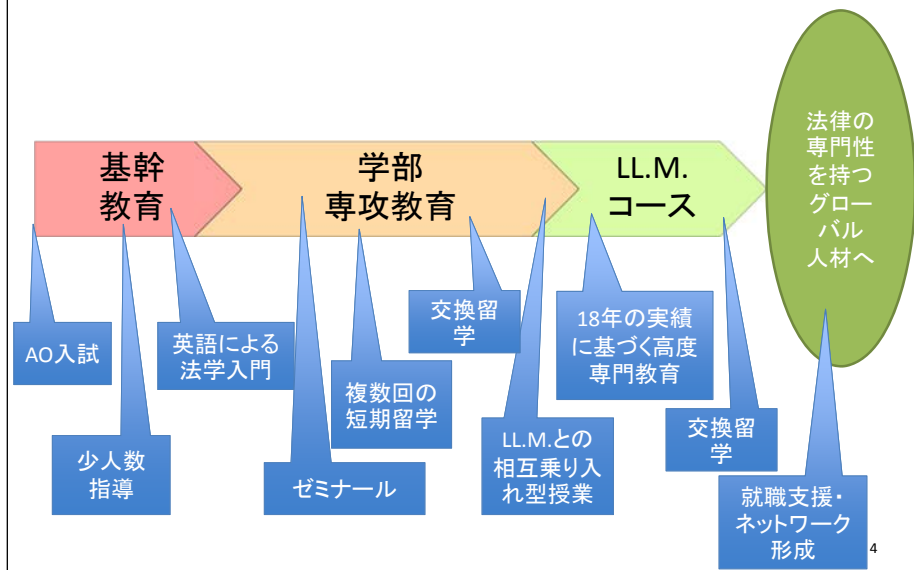 基幹
教育
学部
専攻教育
LL.M.
コース
法律の
専門性
を持つ
グロー
バル
人材へ
AO入試
少人数
指導
英語による
法学入門
ゼミナール
複数回の
短期留学
交換留
学
LL.M.との
相互乗り入
れ型授業
18年の実績
に基づく高度
専門教育
交換留
学
就職支援・
ネットワーク
形成
4